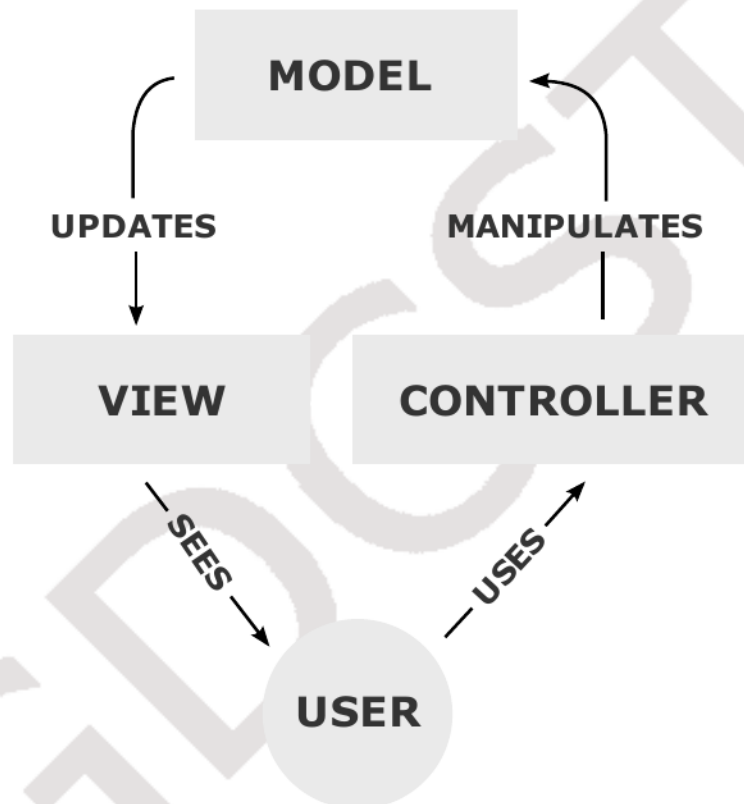 MODEL
UPDATES
MANIPULATES
VIEW
CONTROLLER
SEES
USES
USER